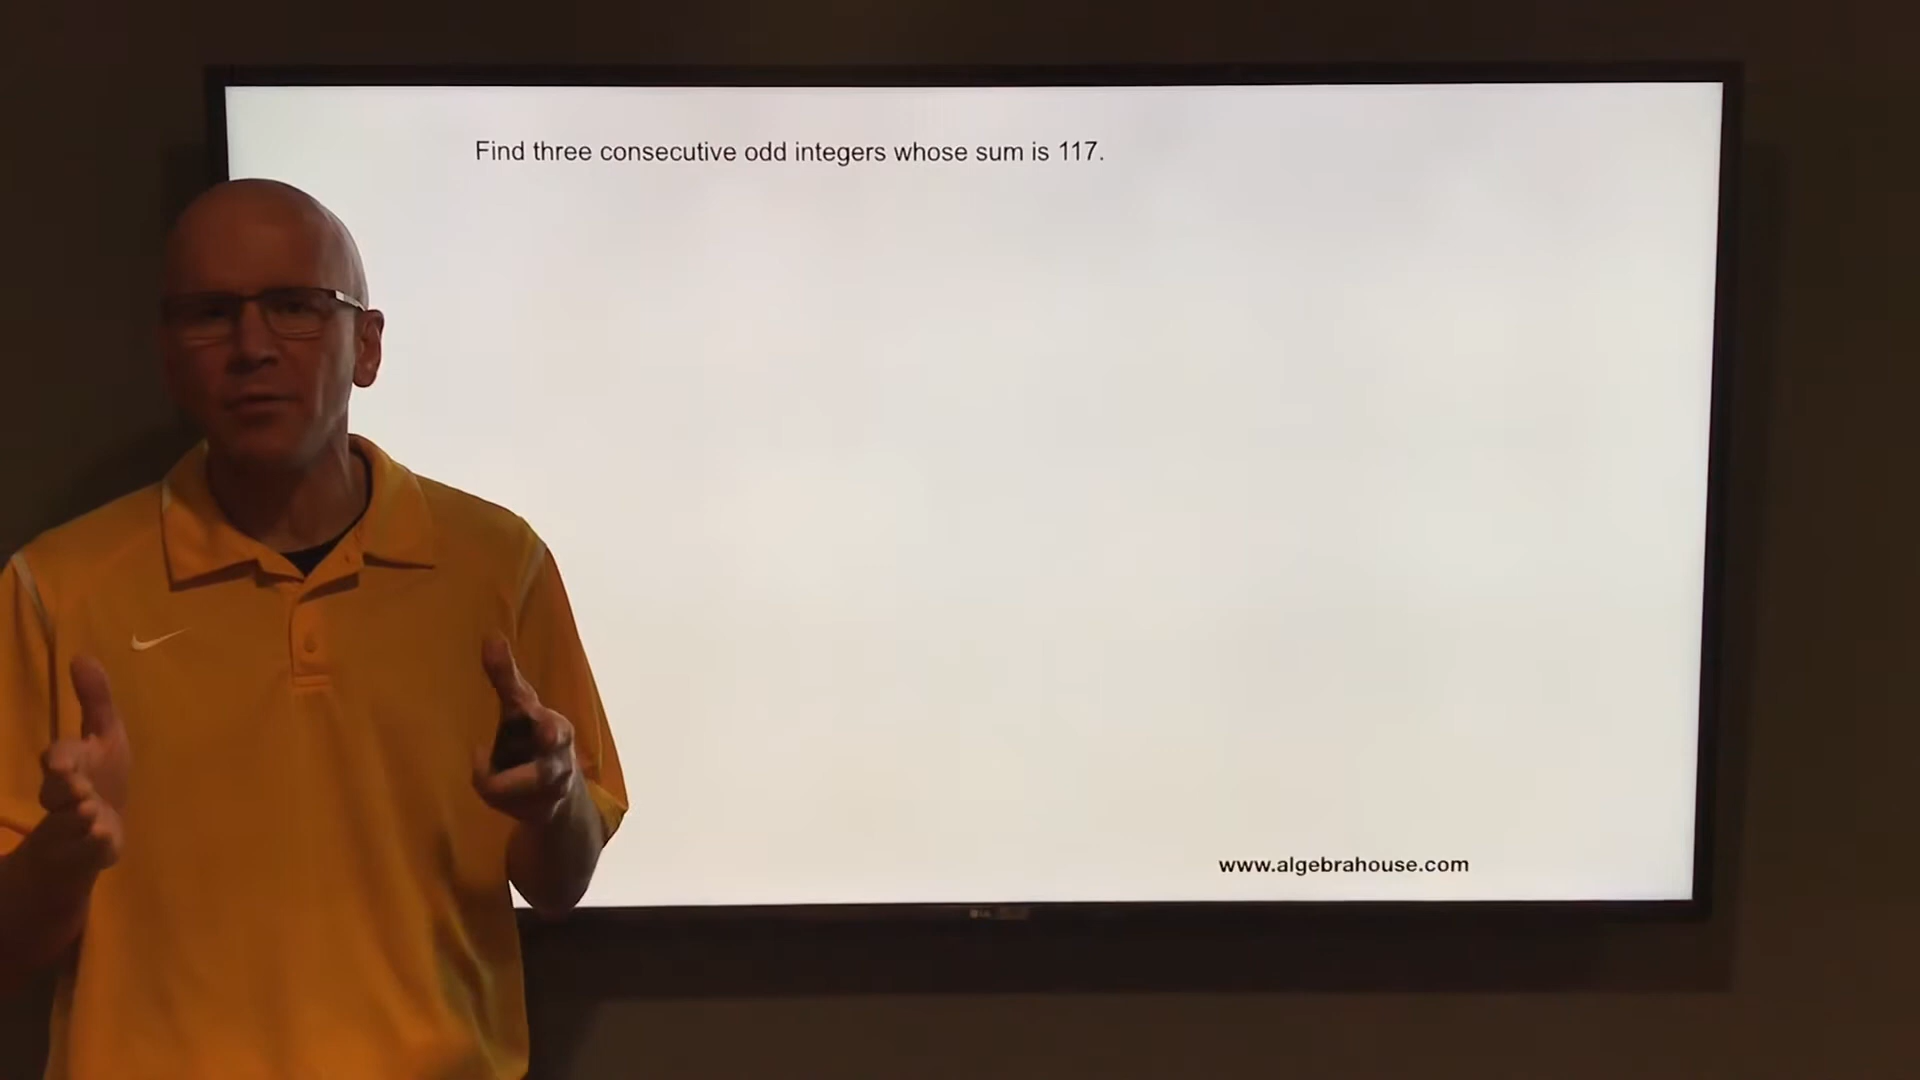 Find three consecutive odd integers whose sum is 117.
www.algebrahouse.com